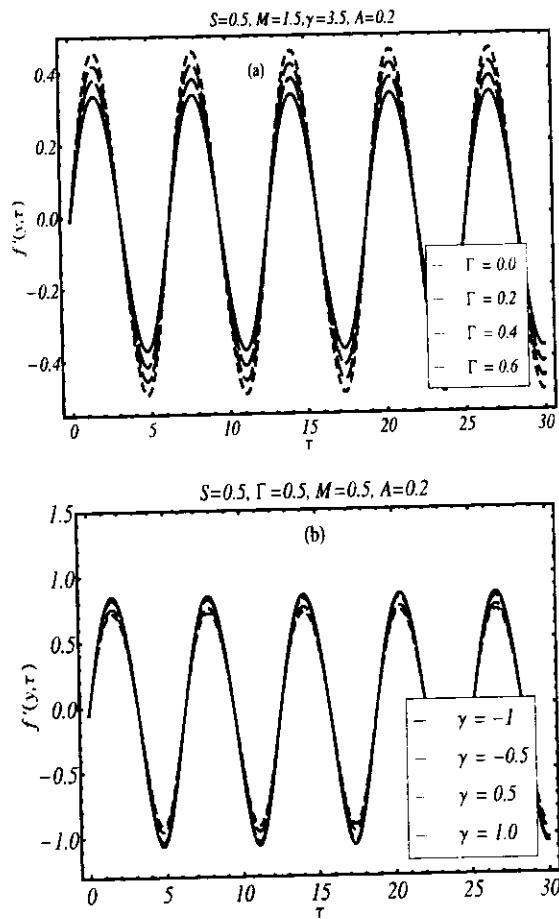 S=0.5, M=1.5,γ=3.5, A=0.2
(a)
0.4
0.2
0.0
−0.2
−0.4
f'(y,τ)
Γ = 0.0
Γ = 0.2
Γ = 0.4
Γ = 0.6
0 5 10 15 20 25 30
τ
S=0.5, Γ=0.5, M=0.5, A=0.2
(b)
1.5
1.0
0.5
0.0
−0.5
−1.0
f'(y,τ)
γ = −1
γ = −0.5
γ = 0.5
γ = 1.0
0 5 10 15 20 25 30
τ